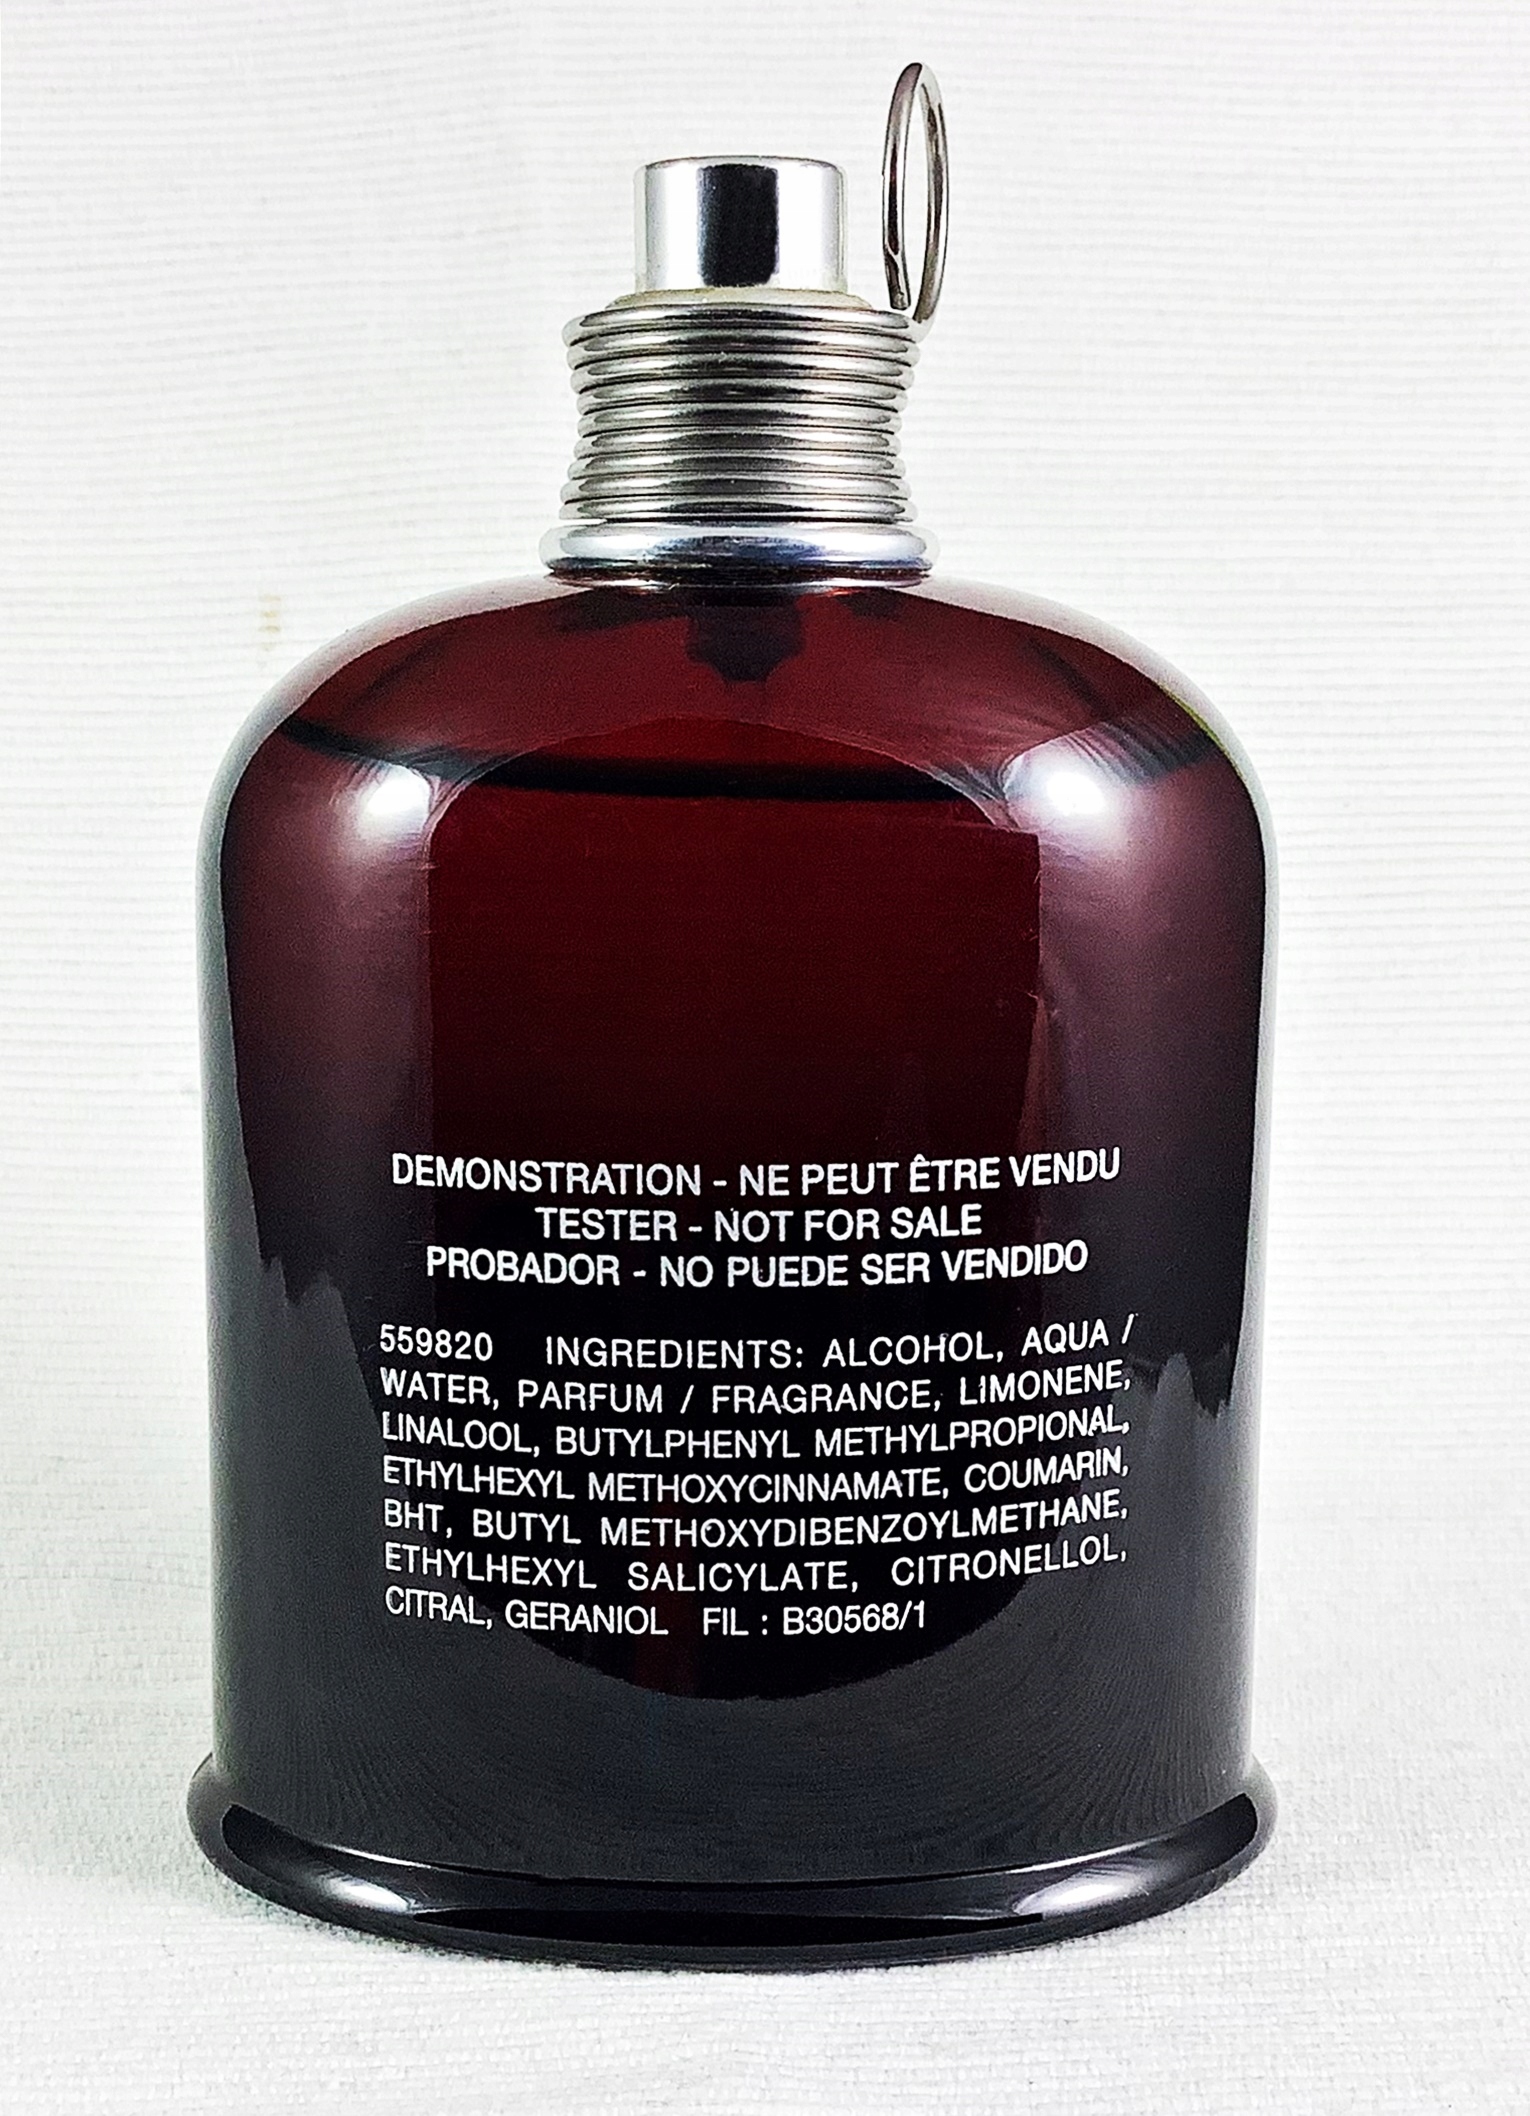 DEMONSTRATION - NE PEUT ÊTRE VENDU
TESTER - NOT FOR SALE
PROBADOR - NO PUEDE SER VENDIDO
559820 INGREDIENTS: ALCOHOL, AQUA /
WATER, PARFUM / FRAGRANCE, LIMONENE,
LINALOOL, BUTYLPHENYL METHYLPROPIONAL,
ETHYLHEXYL METHOXYCINNAMATE, COUMARIN,
BHT, BUTYL METHOXYDIBENZOYLMETHANE,
ETHYLHEXYL SALICYLATE, CITRONELLOL,
CITRAL, GERANIOL FIL : B30568/1